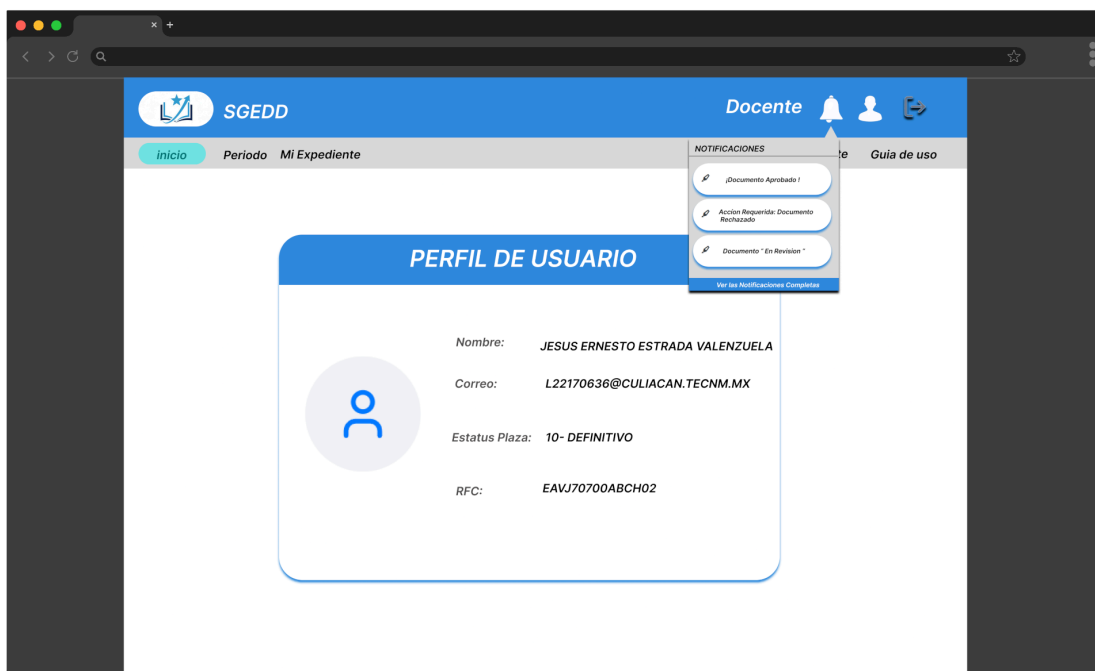 SGEDD
Docente
inicio
Periodo
Mi Expediente
te
Guia de uso
NOTIFICACIONES
¡Documento Aprobado !
Accion Requerida: Documento
Rechazado
Documento " En Revision "
Ver las Notificaciones Completas
PERFIL DE USUARIO
Nombre:
JESUS ERNESTO ESTRADA VALENZUELA
Correo:
L22170636@CULIACAN.TECNM.MX
Estatus Plaza:
10- DEFINITIVO
RFC:
EAVJ70700ABCH02